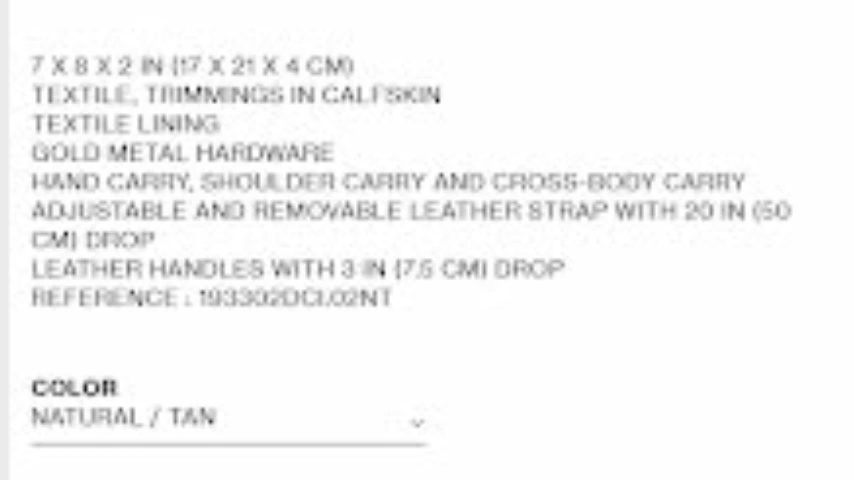 7 X 8 X 2 IN (17 X 21 X 4 CM)
TEXTILE, TRIMMINGS IN CALFSKIN
TEXTILE LINING
GOLD METAL HARDWARE
HAND CARRY, SHOULDER CARRY AND CROSS-BODY CARRY
ADJUSTABLE AND REMOVABLE LEATHER STRAP WITH 20 IN (50
CM) DROP
LEATHER HANDLES WITH 3 IN (7.5 CM) DROP
REFERENCE : 193302DCI.02NT
COLOR
NATURAL / TAN